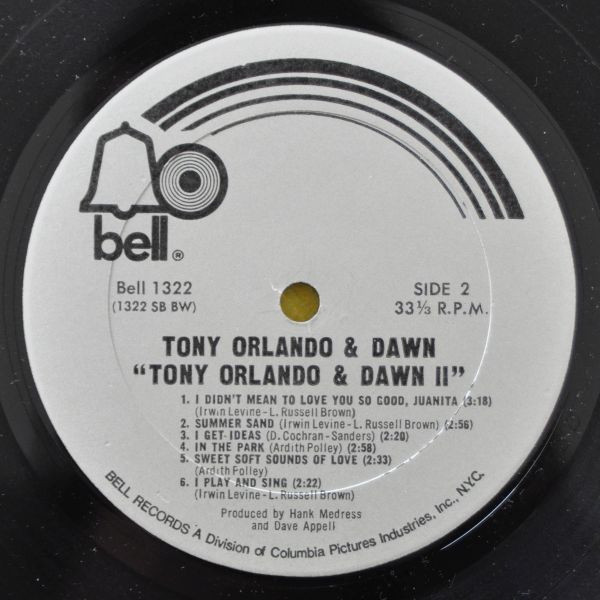 bell®
Bell 1322
(1322 SB BW)
SIDE 2
33⅓ R.P.M.
TONY ORLANDO & DAWN
"TONY ORLANDO & DAWN II"
1. I DIDN'T MEAN TO LOVE YOU SO GOOD, JUANITA (3:18)
(Irwin Levine-L. Russell Brown)
2. SUMMER SAND (Irwin Levine-L. Russell Brown) (2:56)
3. I GET IDEAS (D. Cochran-Sanders) (2:20)
4. IN THE PARK (Ardith Polley) (2:58)
5. SWEET SOFT SOUNDS OF LOVE (2:33)
(Ardith Polley)
6. I PLAY AND SING (2:22)
(Irwin Levine-L. Russell Brown)
Produced by Hank Medress
and Dave Appell
BELL RECORDS A Division of Columbia Pictures Industries, Inc., N.Y.C.